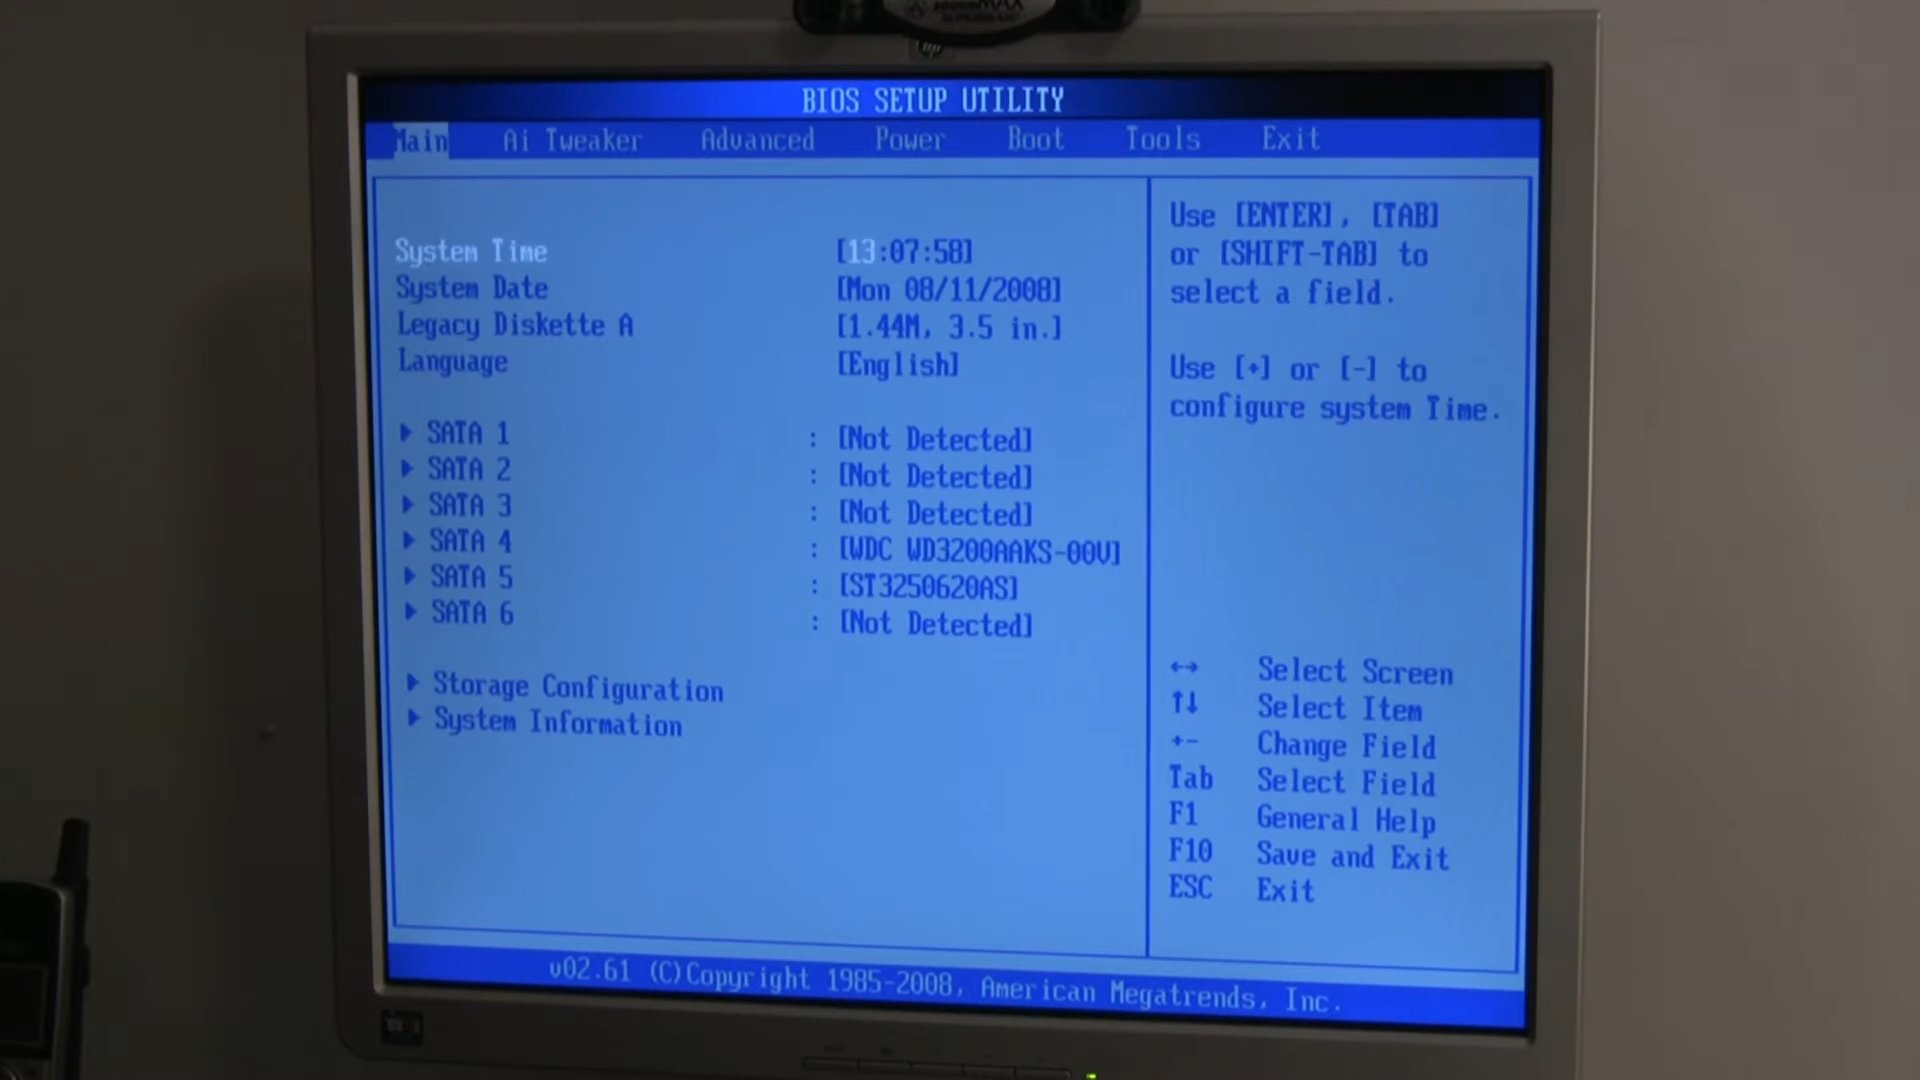 hp
BIOS SETUP UTILITY
Main Ai Tweaker Advanced Power Boot Tools Exit
System Time [13:07:58]
System Date [Mon 08/11/2008]
Legacy Diskette A [1.44M, 3.5 in.]
Language [English]
SATA 1 : [Not Detected]
SATA 2 : [Not Detected]
SATA 3 : [Not Detected]
SATA 4 : [WDC WD3200AAKS-00V]
SATA 5 : [ST3250620AS]
SATA 6 : [Not Detected]
Storage Configuration
System Information
Use [ENTER], [TAB]
or [SHIFT-TAB] to
select a field.
Use [+] or [-] to
configure system Time.
↔ Select Screen
↑↓ Select Item
+- Change Field
Tab Select Field
F1 General Help
F10 Save and Exit
ESC Exit
v02.61 (C)Copyright 1985-2008, American Megatrends, Inc.